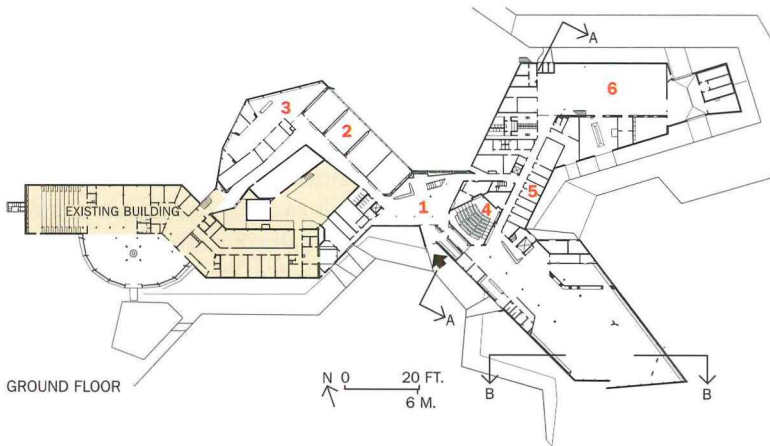 A
6
3
2
5
EXISTING BUILDING
1
4
A
GROUND FLOOR
N 0 20 FT.
6 M.
B
B